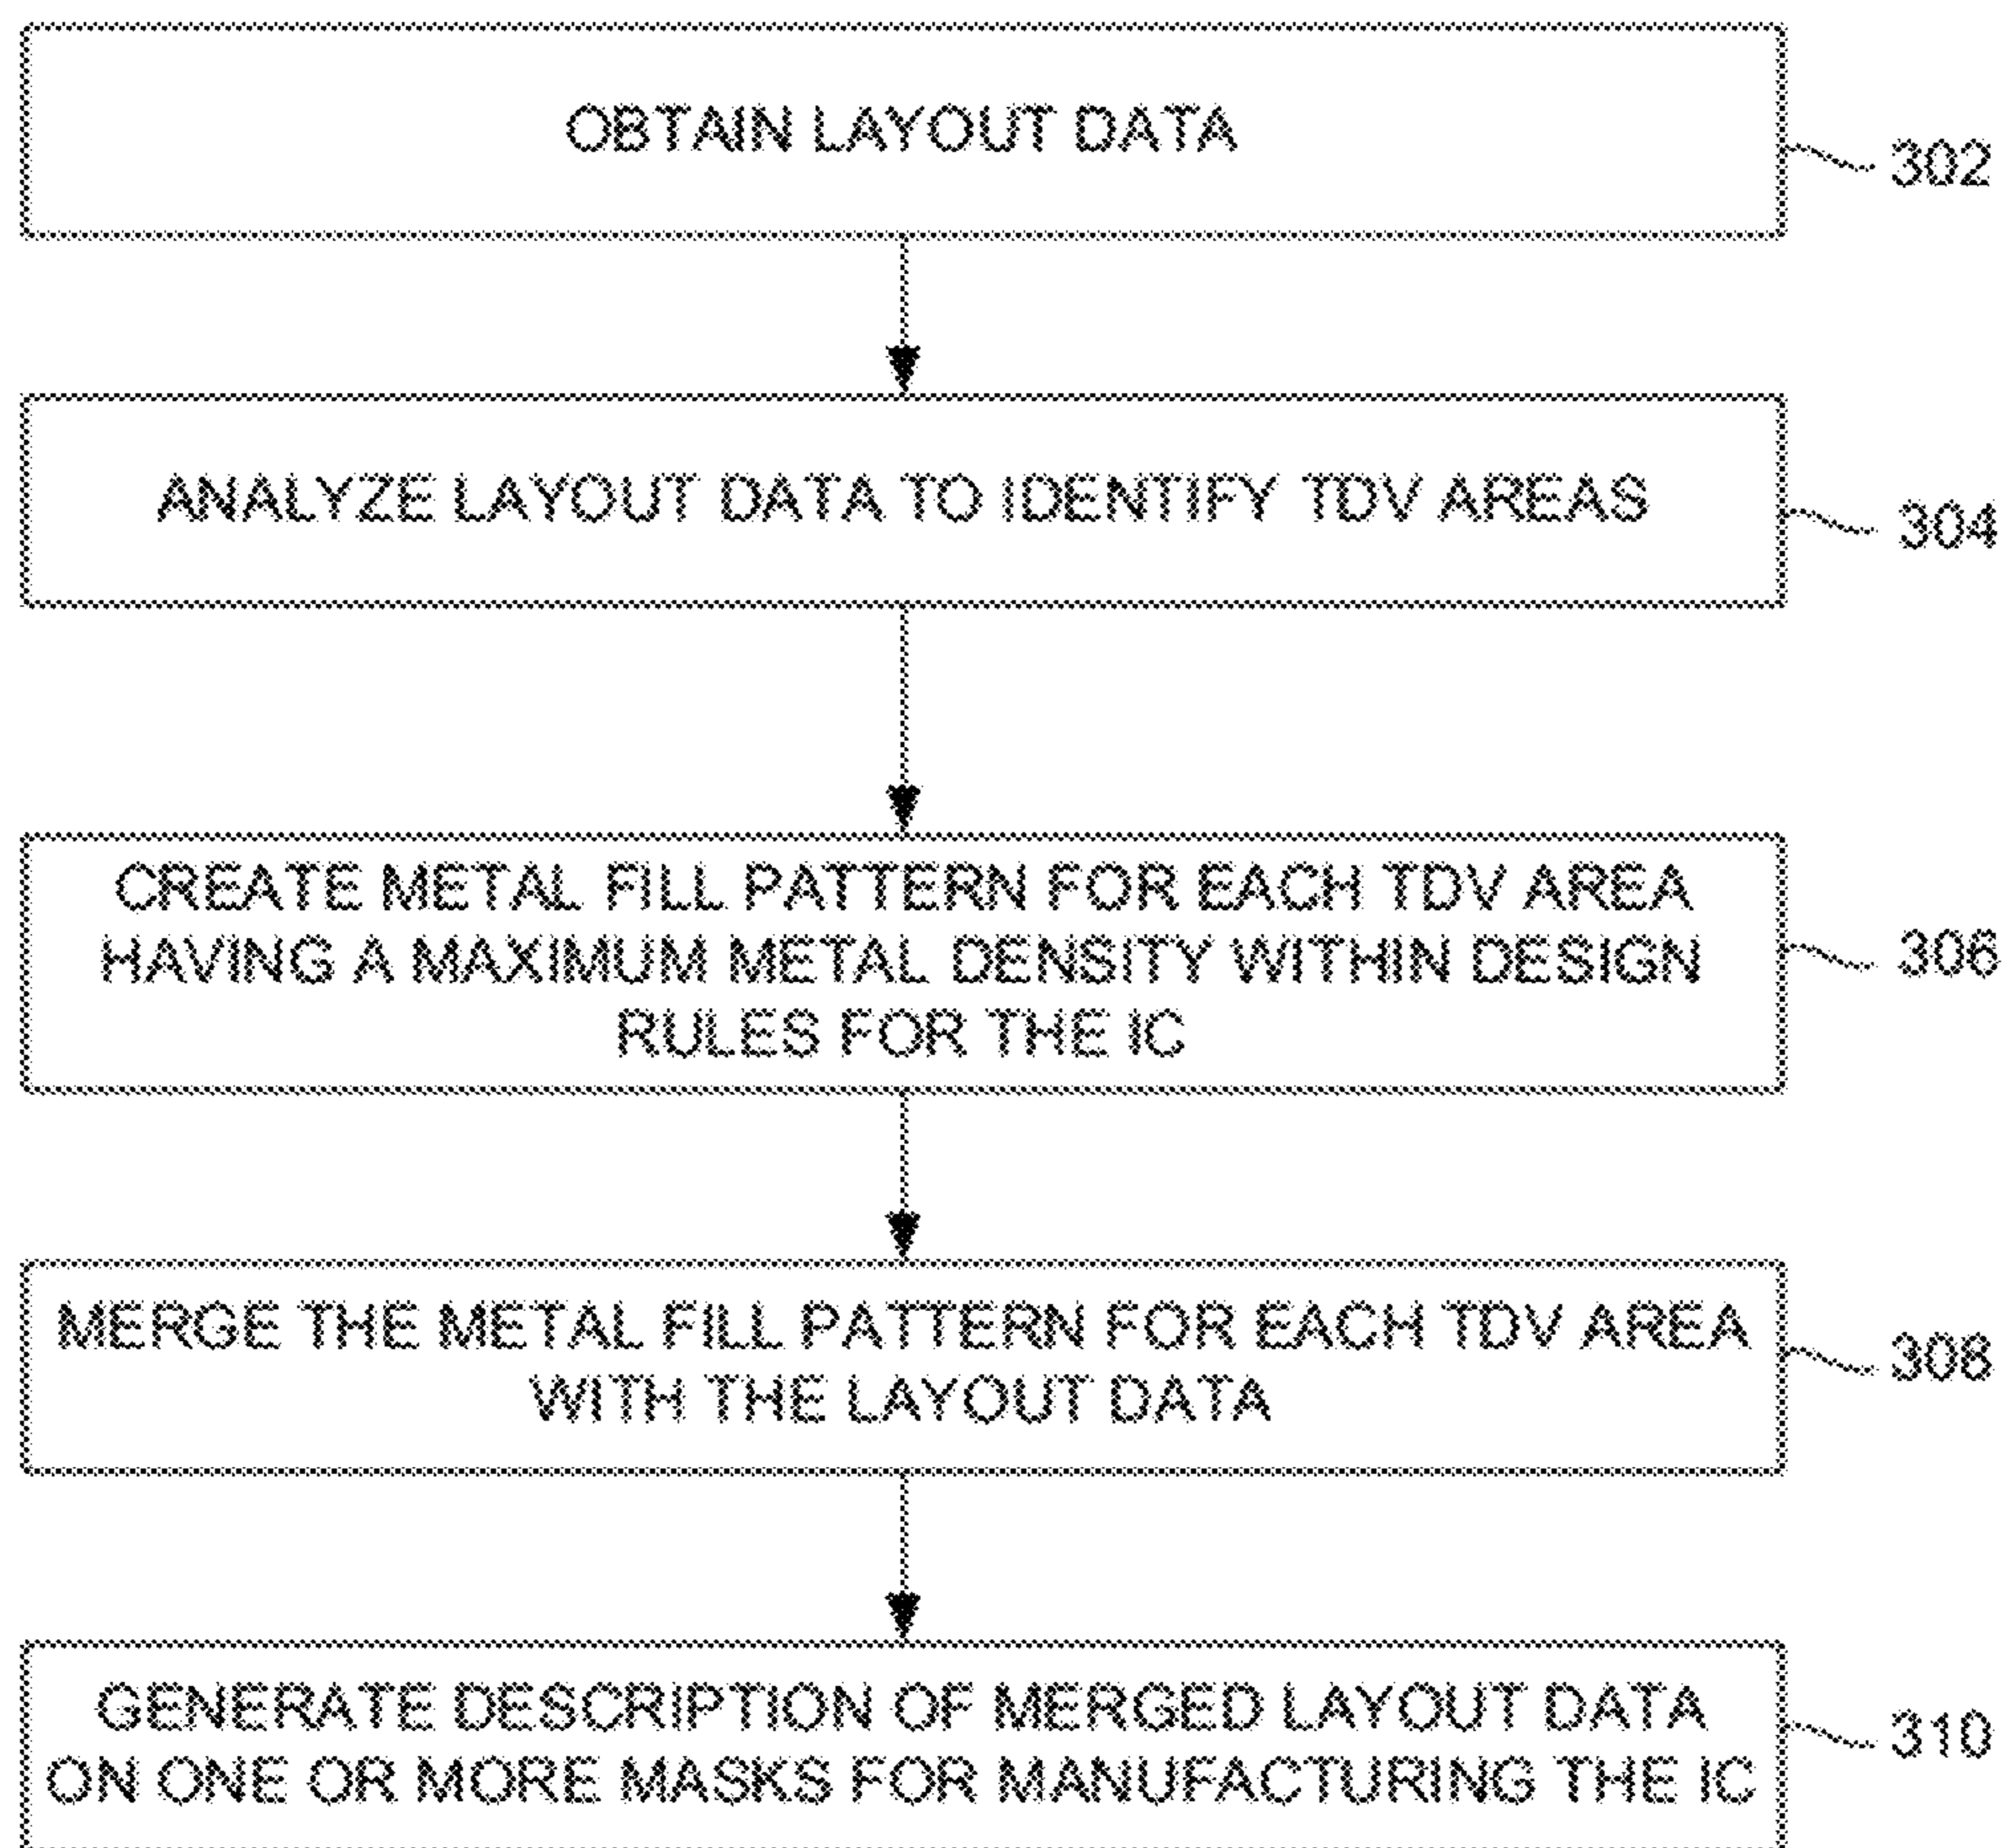 OBTAIN LAYOUT DATA
302
ANALYZE LAYOUT DATA TO IDENTIFY TDV AREAS
304
CREATE METAL FILL PATTERN FOR EACH TDV AREA
HAVING A MAXIMUM METAL DENSITY WITHIN DESIGN
RULES FOR THE IC
306
MERGE THE METAL FILL PATTERN FOR EACH TDV AREA
WITH THE LAYOUT DATA
308
GENERATE DESCRIPTION OF MERGED LAYOUT DATA
ON ONE OR MORE MASKS FOR MANUFACTURING THE IC
310